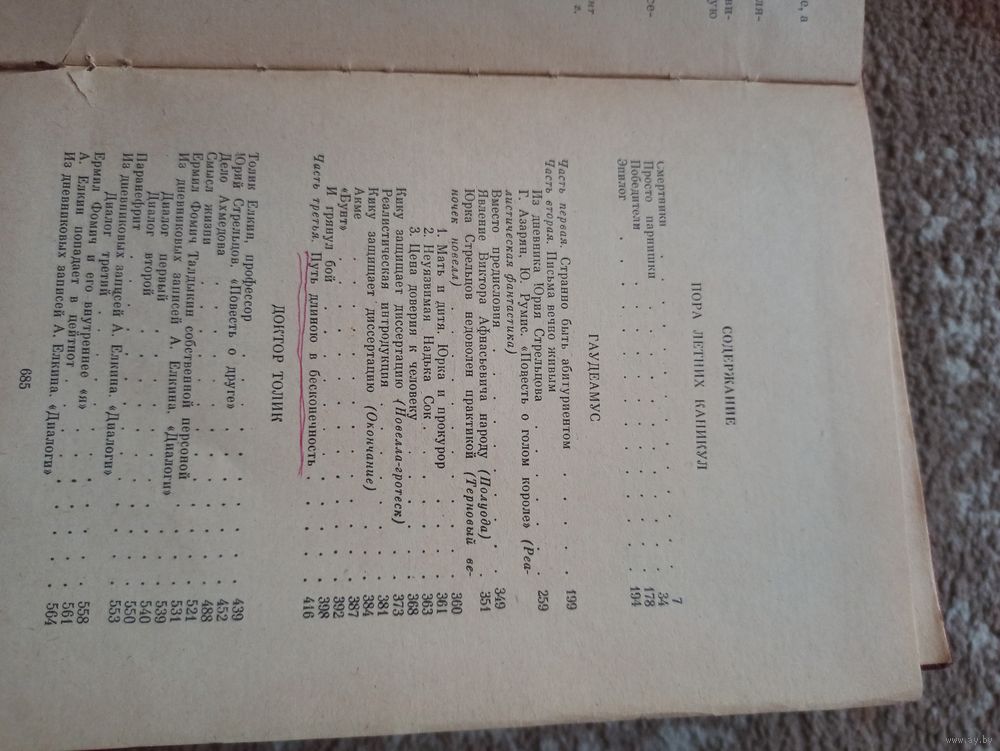 СОДЕРЖАНИЕ
ПОРА ЛЕТНИХ КАНИКУЛ
7
Смертники . . . 34
Просто парнишки . . . 178
Победители . . . 194
Эпилог
ГАУДЕАМУС
Часть первая. Странно быть абитуриентом . . . 199
Часть вторая. Письма вечно живым
Из дневника Юрия Стрельцова . . . 259
Г. Азарян, Ю. Румис. «Повесть о голом короле» (Реа-
листическая фантастика)
Вместо предисловия . . . 349
Явление Виктора Афанасьевича народу (Полуода) . 351
Юрка Стрельцов недоволен практикой (Терновый ве-
ночек новелл) . . . 360
1. Мать и дитя. Юрка и прокурор . . . 361
2. Неуязвимая Надька Сок . . . 363
3. Цена доверия к человеку . . . 368
Кику защищает диссертацию (Новелла-гротеск) . 373
Реалистическая интродукция . . . 381
Кику защищает диссертацию (Окончание) . . . 384
Акме . . . 387
«Бунт» . . . 392
И грянул бой . . . 398
Часть третья. Путь длиною в бесконечность . . . 416
ДОКТОР ТОЛИК
Толик Елкин, профессор . . . 439
Юрий Стрельцов. «Повесть о друге» . . . 452
Дело Ахмедова . . . 488
Смысл жизни . . . 521
Ермил Фомич Талдыкин собственной персоной . . . 531
Из дневниковых записей А. Елкина. «Диалоги»
Диалог первый . . . 539
Диалог второй . . . 540
Паранефрит . . . 550
Из дневниковых записей А. Елкина. «Диалоги»
Диалог третий . . . 553
Ермил Фомич и его внутреннее «я» . . . 558
А. Елкин попадает в цейтнот . . . 561
Из дневниковых записей А. Елкина. «Диалоги» . 564
685
www.ay.by